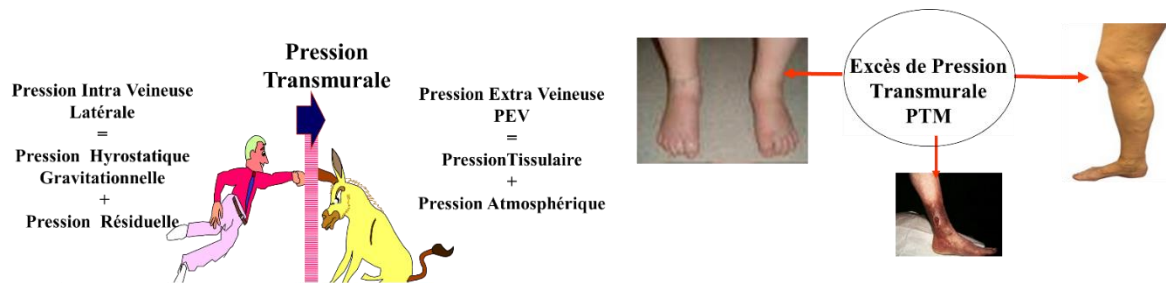 Pression
Transmurale
Pression Intra Veineuse
Latérale
=
Pression Hyrostatique
Gravitationnelle
+
Pression Résiduelle
Pression Extra Veineuse
PEV
=
PressionTissulaire
+
Pression Atmosphérique
Excès de Pression
Transmurale
PTM